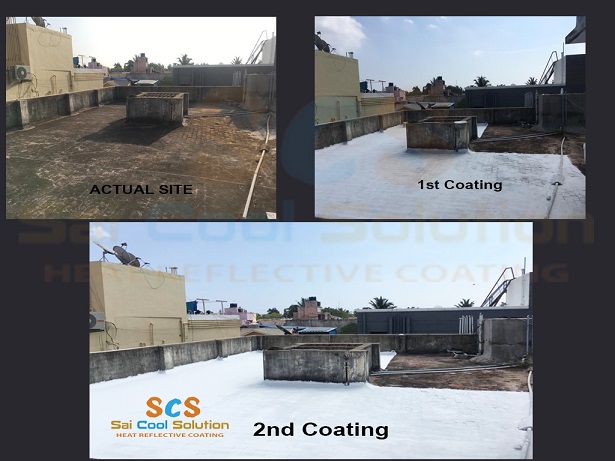 ACTUAL SITE
1st Coating
Sai Cool Solution
HEAT REFLECTIVE COATING
SCS
Sai Cool Solution
HEAT REFLECTIVE COATING
2nd Coating